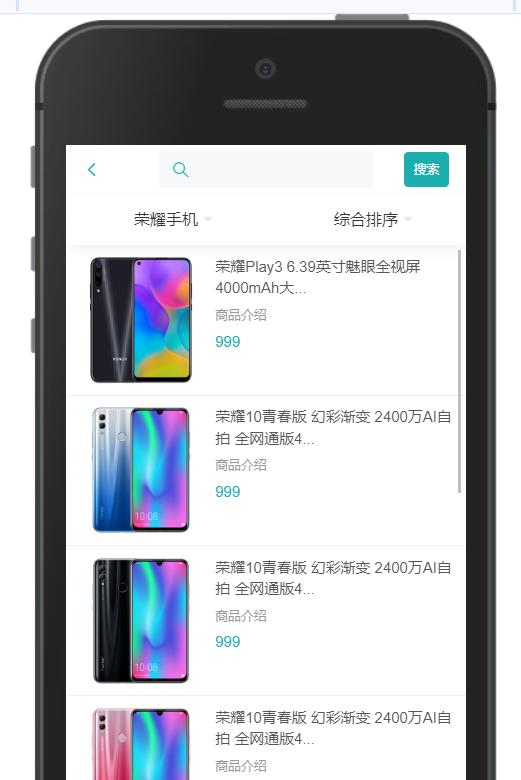 搜索
荣耀手机
综合排序
荣耀Play3 6.39英寸魅眼全视屏
4000mAh大...
商品介绍
999
荣耀10青春版 幻彩渐变 2400万AI自
拍 全网通版4...
商品介绍
999
10:08
荣耀10青春版 幻彩渐变 2400万AI自
拍 全网通版4...
商品介绍
999
10:08
荣耀10青春版 幻彩渐变 2400万AI自
拍 全网通版4...
商品介绍